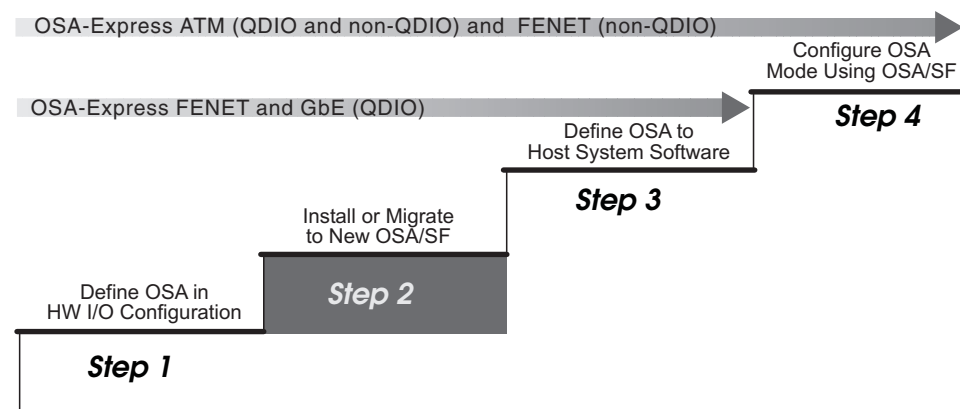 OSA-Express ATM (QDIO and non-QDIO) and FENET (non-QDIO)
Configure OSA
Mode Using OSA/SF
Step 4
OSA-Express FENET and GbE (QDIO)
Define OSA to
Host System Software
Step 3
Install or Migrate
to New OSA/SF
Step 2
Define OSA in
HW I/O Configuration
Step 1